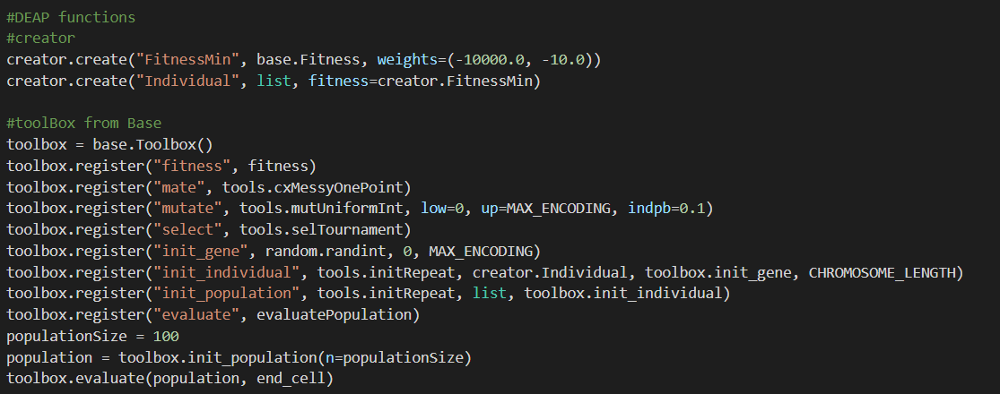 #DEAP functions
#creator
creator.create("FitnessMin", base.Fitness, weights=(-10000.0, -10.0))
creator.create("Individual", list, fitness=creator.FitnessMin)

#toolBox from Base
toolbox = base.Toolbox()
toolbox.register("fitness", fitness)
toolbox.register("mate", tools.cxMessyOnePoint)
toolbox.register("mutate", tools.mutUniformInt, low=0, up=MAX_ENCODING, indpb=0.1)
toolbox.register("select", tools.selTournament)
toolbox.register("init_gene", random.randint, 0, MAX_ENCODING)
toolbox.register("init_individual", tools.initRepeat, creator.Individual, toolbox.init_gene, CHROMOSOME_LENGTH)
toolbox.register("init_population", tools.initRepeat, list, toolbox.init_individual)
toolbox.register("evaluate", evaluatePopulation)
populationSize = 100
population = toolbox.init_population(n=populationSize)
toolbox.evaluate(population, end_cell)